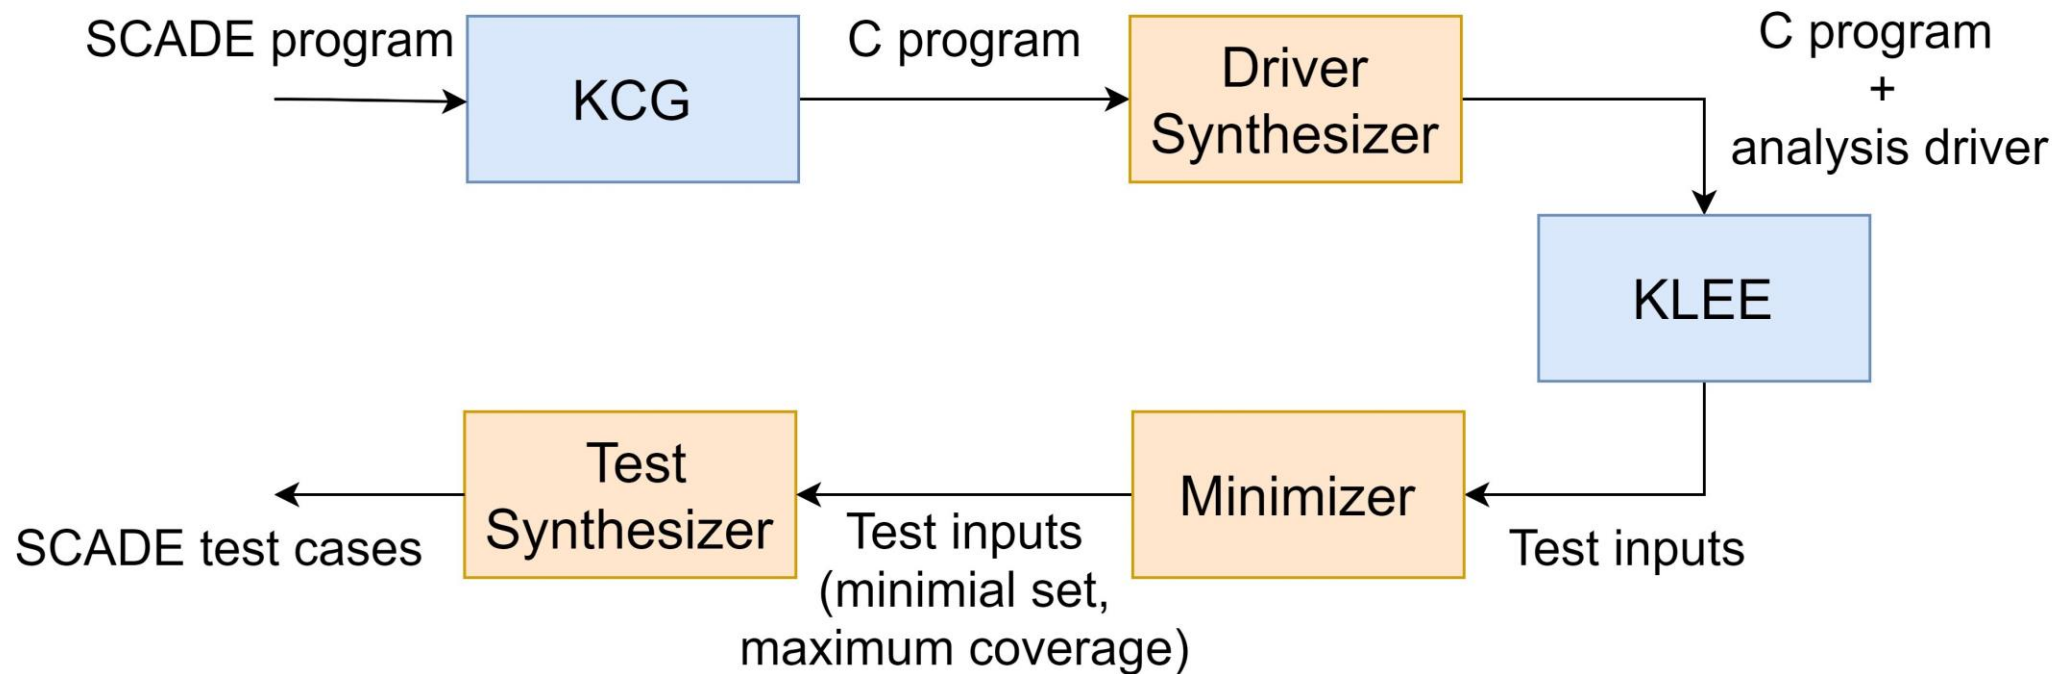 SCADE program
KCG
C program
Driver
Synthesizer
C program
+
analysis driver
KLEE
Test inputs
Minimizer
Test inputs
(minimial set,
maximum coverage)
Test
Synthesizer
SCADE test cases